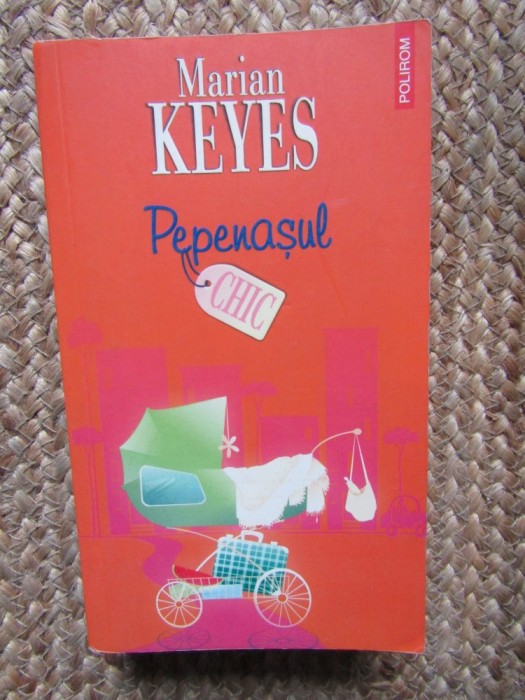 POLIROM
Marian
KEYES
Pepenașul
CHIC